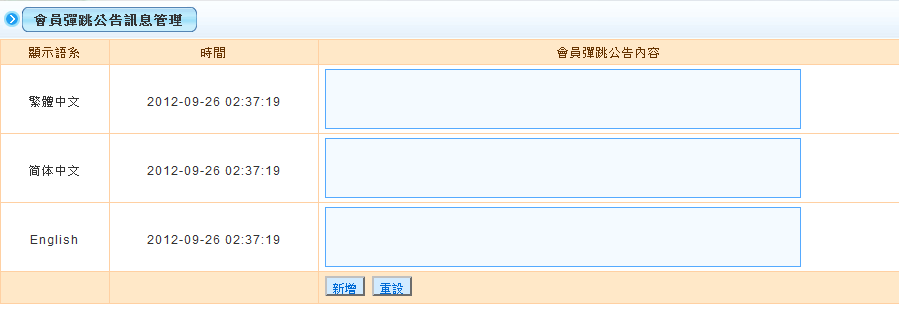 會員彈跳公告訊息管理
顯示語系 時間 會員彈跳公告內容
繁體中文 2012-09-26 02:37:19
简体中文 2012-09-26 02:37:19
English 2012-09-26 02:37:19
新增 重設